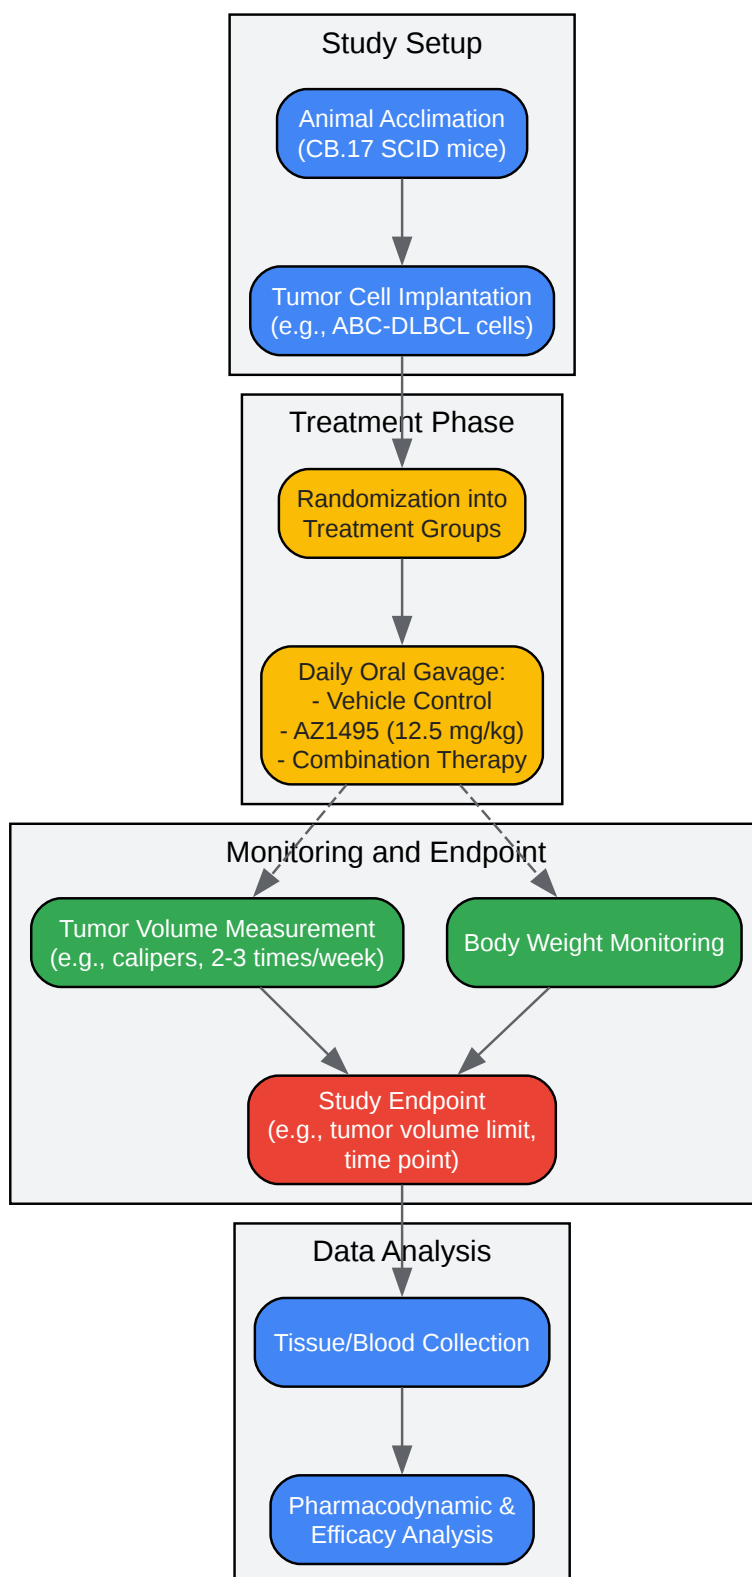 Study Setup
Animal Acclimation
(CB.17 SCID mice)
Tumor Cell Implantation
(e.g., ABC-DLBCL cells)
Treatment Phase
Randomization into
Treatment Groups
Daily Oral Gavage:
- Vehicle Control
- AZ1495 (12.5 mg/kg)
- Combination Therapy
Monitoring and Endpoint
Tumor Volume Measurement
(e.g., calipers, 2-3 times/week)
Body Weight Monitoring
Study Endpoint
(e.g., tumor volume limit,
time point)
Data Analysis
Tissue/Blood Collection
Pharmacodynamic &
Efficacy Analysis